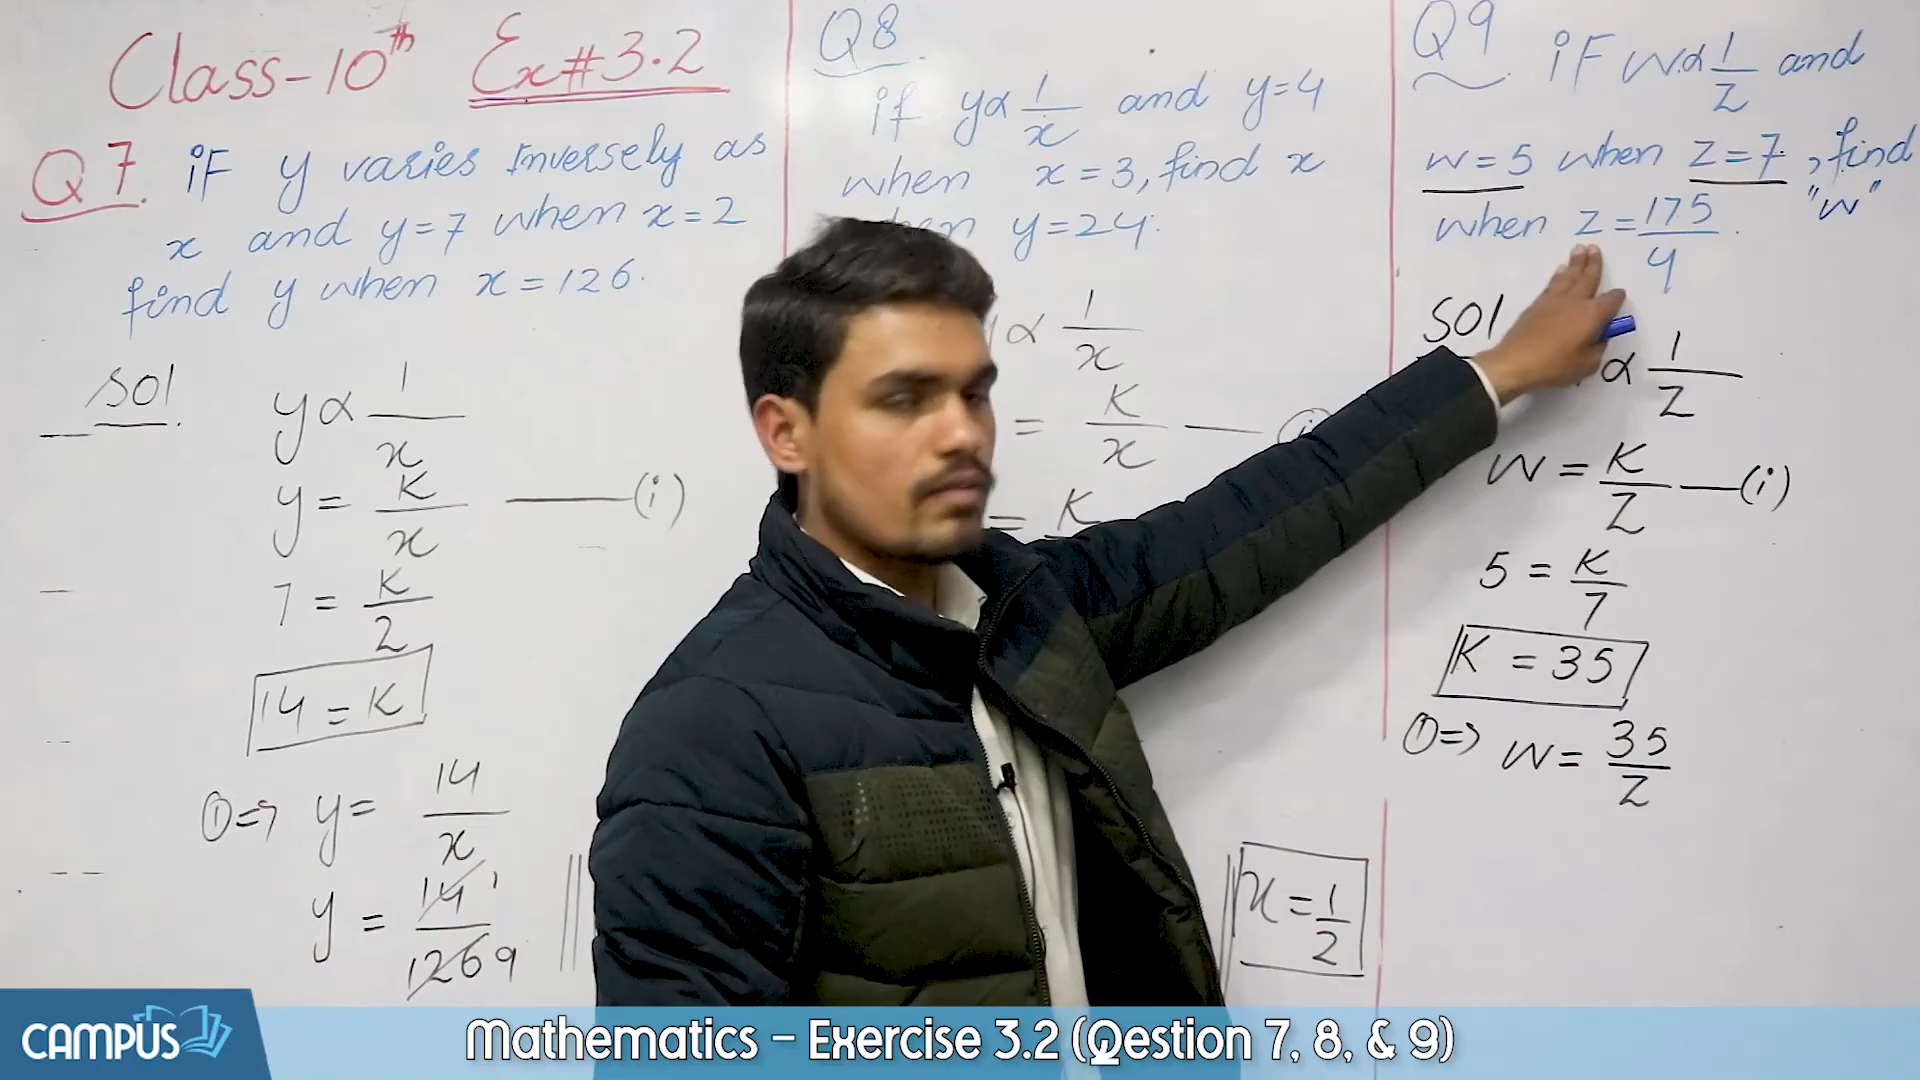 Class-10th Ex#3.2
Q7. iF y varies Inversely as
x and y=7 when x=2
find y when x=126.
Sol
y∝1/x
y=K/x —(i)
7=K/2
14=K
①=> y=14/x
y=14/126 1 9
Q8
if y∝1/x and y=4
when x=3, find x
y=24.
∝1/x
=K/x —
=K
x=1/2
Q9 iF w∝1/Z and
w=5 when Z=7, find
"w"
when Z=175/4.
Sol
∝1/Z
w=K/Z —(i)
5=K/7
K=35
①=> w=35/Z
CAMPUS
Mathematics – Exercise 3.2 (Qestion 7, 8, & 9)